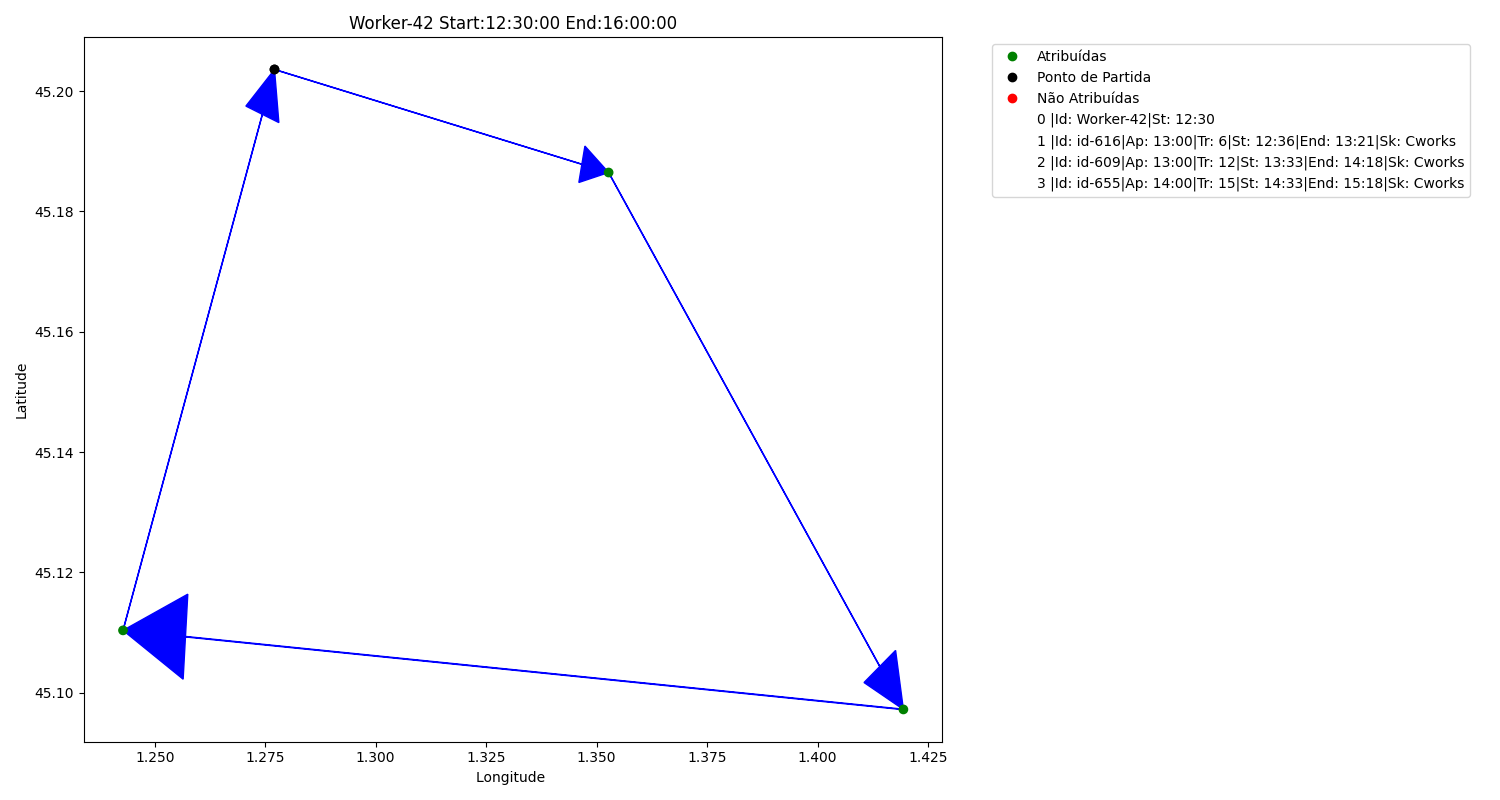 Worker-42 Start:12:30:00 End:16:00:00
Atribuídas
Ponto de Partida
Não Atribuídas
0 |Id: Worker-42|St: 12:30
1 |Id: id-616|Ap: 13:00|Tr: 6|St: 12:36|End: 13:21|Sk: Cworks
2 |Id: id-609|Ap: 13:00|Tr: 12|St: 13:33|End: 14:18|Sk: Cworks
3 |Id: id-655|Ap: 14:00|Tr: 15|St: 14:33|End: 15:18|Sk: Cworks
Latitude
45.20
45.18
45.16
45.14
45.12
45.10
1.250 1.275 1.300 1.325 1.350 1.375 1.400 1.425
Longitude